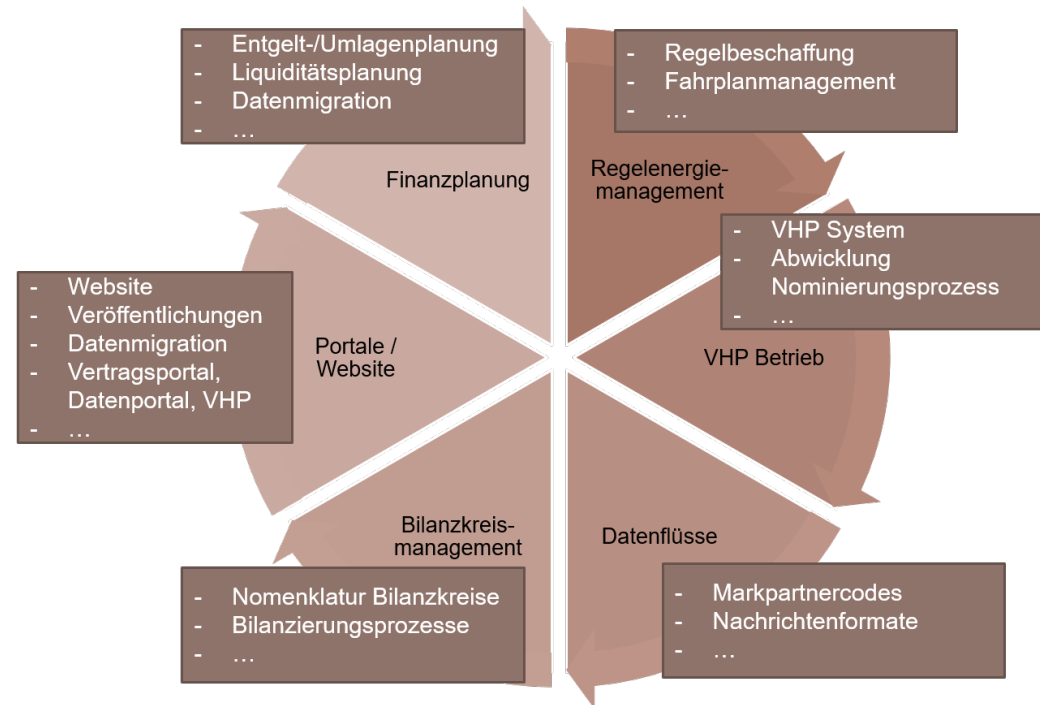 - Entgelt-/Umlagenplanung
- Liquiditätsplanung
- Datenmigration
- …
Finanzplanung
- Regelbeschaffung
- Fahrplanmanagement
- …
Regelenergie-
management
- VHP System
- Abwicklung
Nominierungsprozess
- …
VHP Betrieb
- Website
- Veröffentlichungen
- Datenmigration
- Vertragsportal,
Datenportal, VHP
- …
Portale /
Website
Bilanzkreis-
management
- Nomenklatur Bilanzkreise
- Bilanzierungsprozesse
- …
Datenflüsse
- Markpartnercodes
- Nachrichtenformate
- …